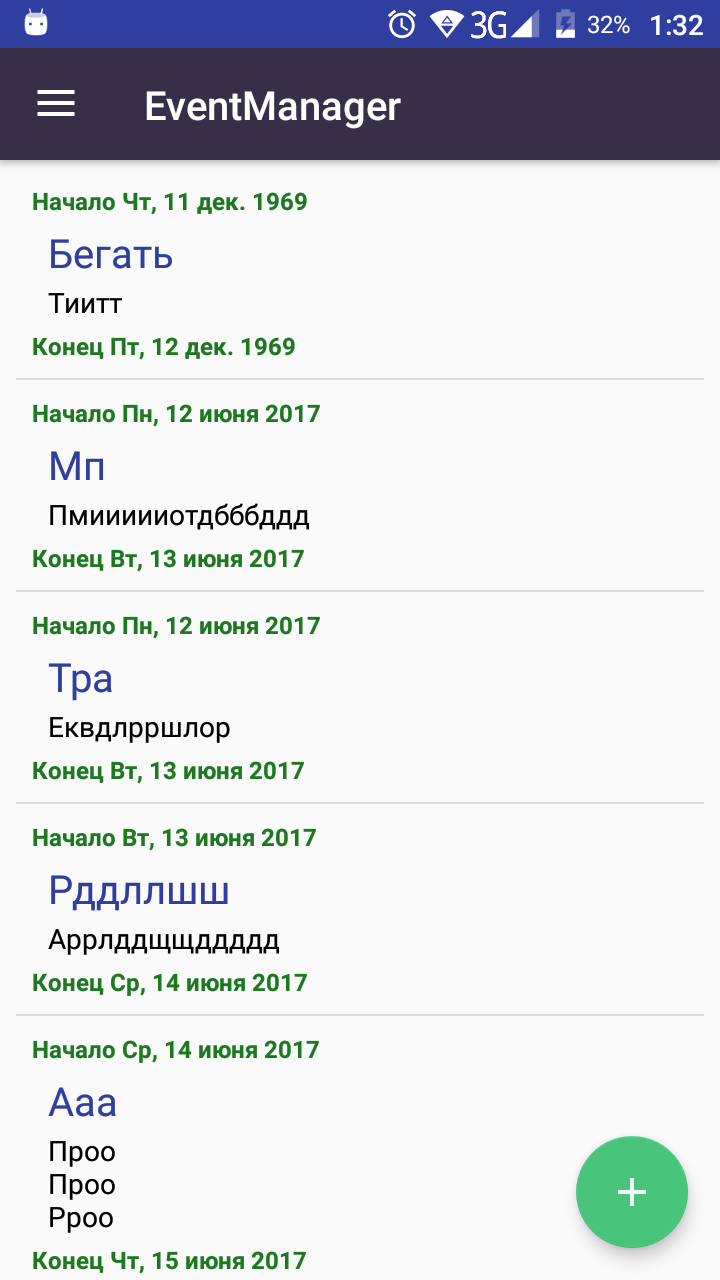 3G 32% 1:32
EventManager
Начало Чт, 11 дек. 1969
Бегать
Тиитт
Конец Пт, 12 дек. 1969
Начало Пн, 12 июня 2017
Мп
Пмиииииотдбббддд
Конец Вт, 13 июня 2017
Начало Пн, 12 июня 2017
Тра
Еквдлрршлор
Конец Вт, 13 июня 2017
Начало Вт, 13 июня 2017
Рддллшш
Аррлддщщддддд
Конец Ср, 14 июня 2017
Начало Ср, 14 июня 2017
Ааа
Проо
Проо
Рроо
Конец Чт, 15 июня 2017